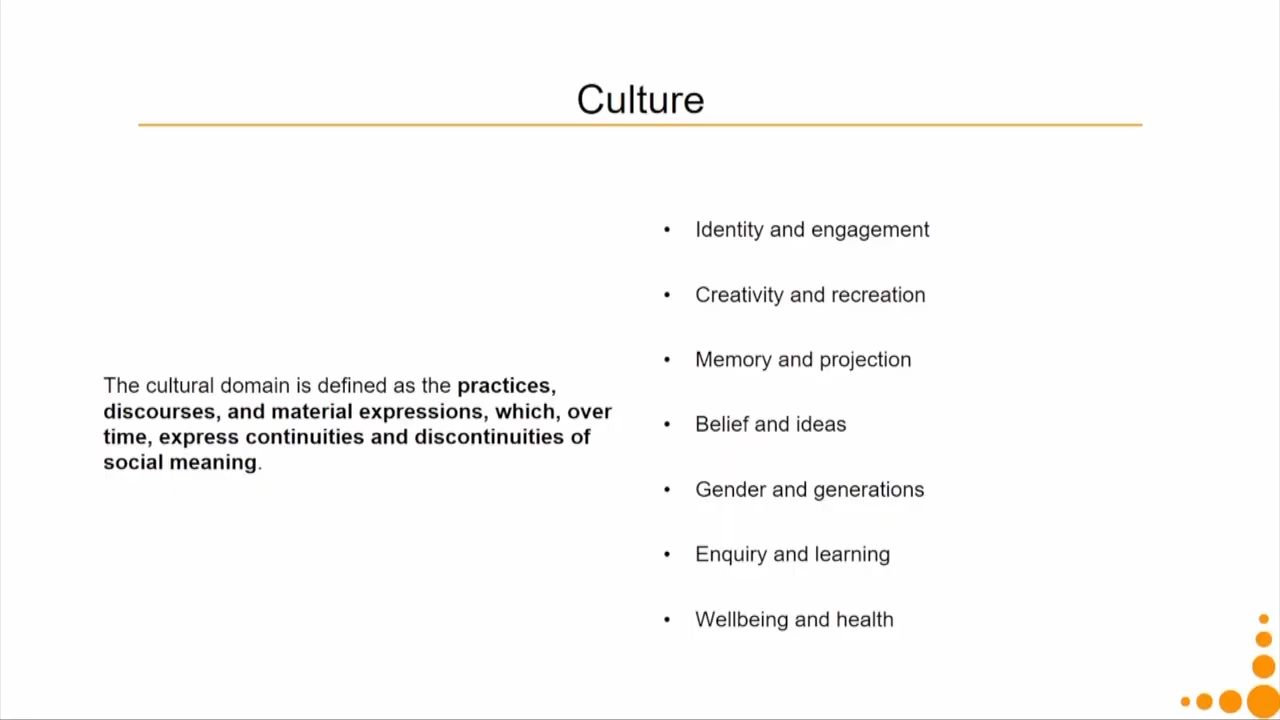 Culture
The cultural domain is defined as the practices,
discourses, and material expressions, which, over
time, express continuities and discontinuities of
social meaning.
• Identity and engagement
• Creativity and recreation
• Memory and projection
• Belief and ideas
• Gender and generations
• Enquiry and learning
• Wellbeing and health